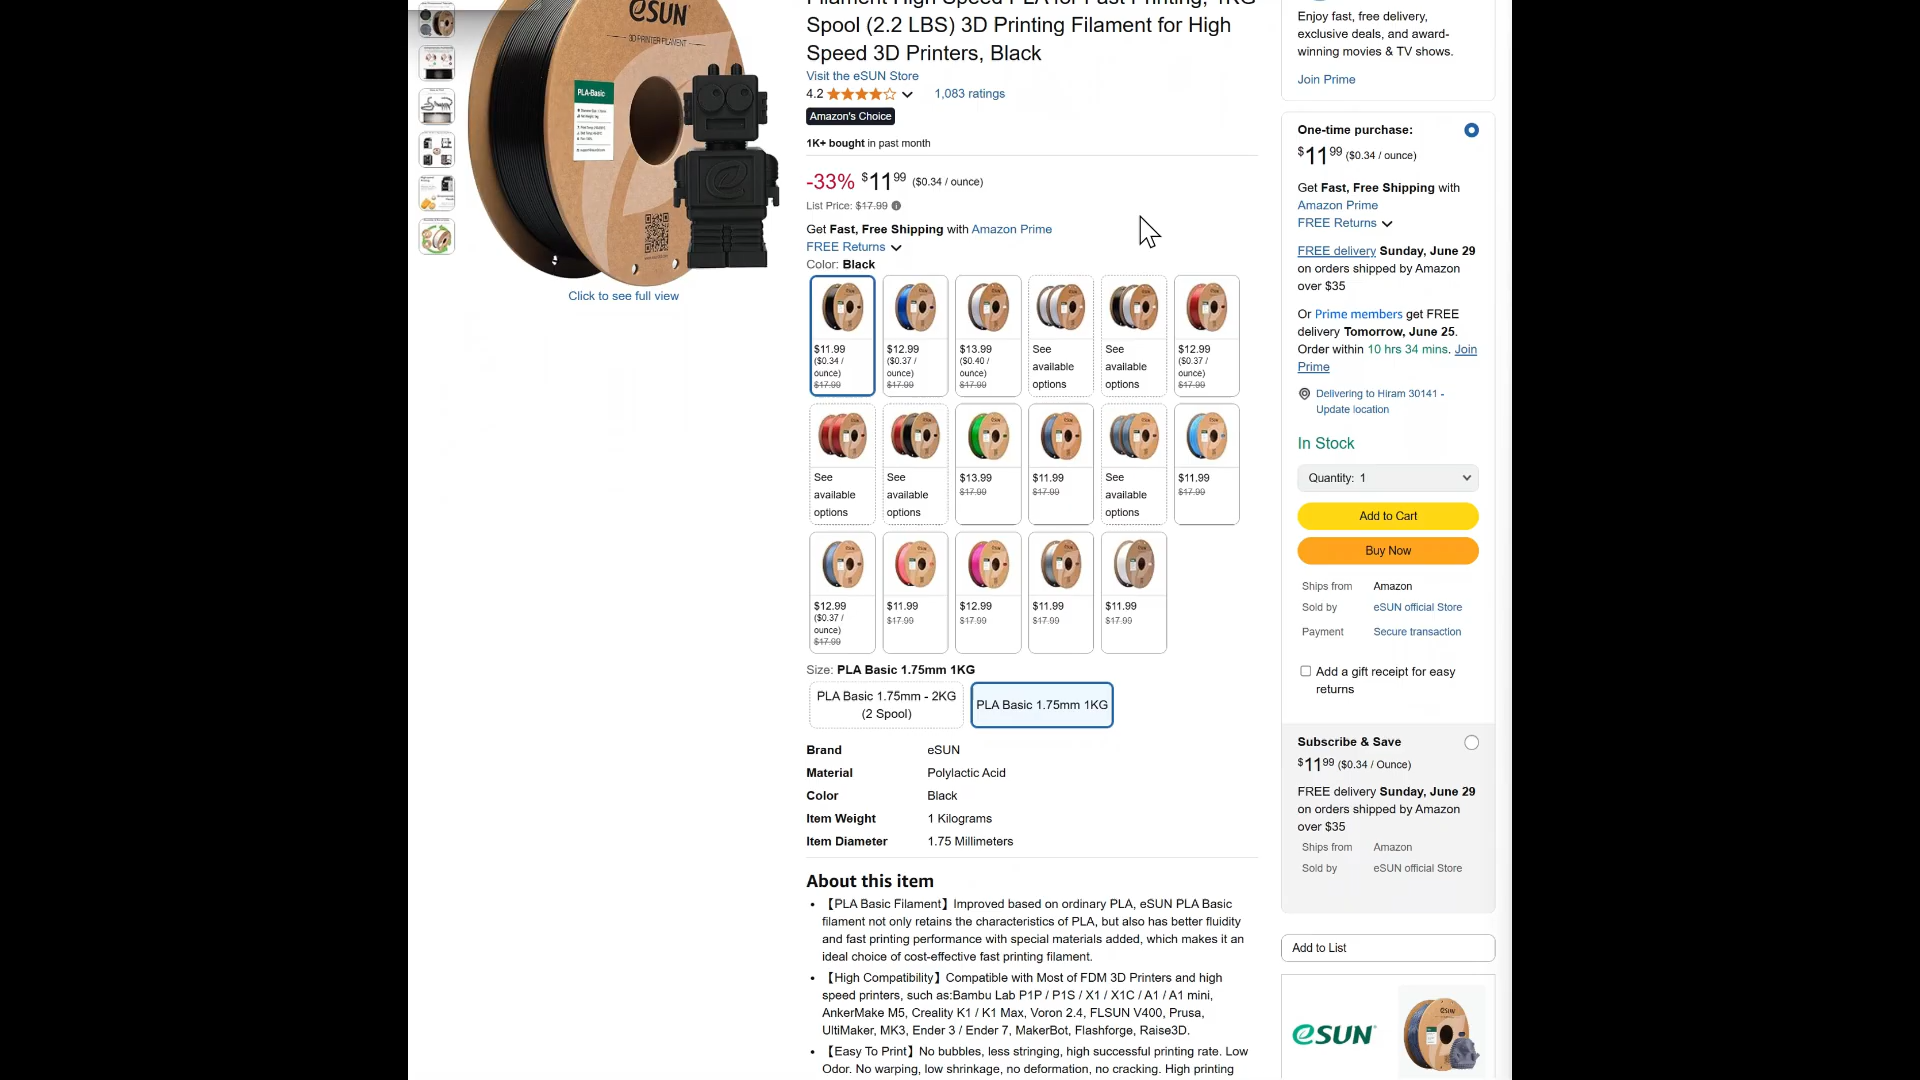 eSUN
3D PRINTER FILAMENT
PLA-Basic
Click to see full view
Filament High Speed PLA for Fast Printing, 1KG
Spool (2.2 LBS) 3D Printing Filament for High
Speed 3D Printers, Black
Visit the eSUN Store
4.2
1,083 ratings
Amazon's Choice
1K+ bought in past month
-33% $11 99 ($0.34 / ounce)
List Price: $17.99
Get Fast, Free Shipping with Amazon Prime
FREE Returns
Color: Black
$11.99
($0.34 /
ounce)
$17.99
$12.99
($0.37 /
ounce)
$17.99
$13.99
($0.40 /
ounce)
$17.99
See
available
options
See
available
options
$12.99
($0.37 /
ounce)
$17.99
See
available
options
See
available
options
$13.99
$17.99
$11.99
$17.99
See
available
options
$11.99
$17.99
$12.99
($0.37 /
ounce)
$17.99
$11.99
$17.99
$12.99
$17.99
$11.99
$17.99
$11.99
$17.99
Size: PLA Basic 1.75mm 1KG
PLA Basic 1.75mm - 2KG
(2 Spool)
PLA Basic 1.75mm 1KG
Brand eSUN
Material Polylactic Acid
Color Black
Item Weight 1 Kilograms
Item Diameter 1.75 Millimeters
About this item
• 【PLA Basic Filament】Improved based on ordinary PLA, eSUN PLA Basic
filament not only retains the characteristics of PLA, but also has better fluidity
and fast printing performance with special materials added, which makes it an
ideal choice of cost-effective fast printing filament.
• 【High Compatibility】Compatible with Most of FDM 3D Printers and high
speed printers, such as:Bambu Lab P1P / P1S / X1 / X1C / A1 / A1 mini,
AnkerMake M5, Creality K1 / K1 Max, Voron 2.4, FLSUN V400, Prusa,
UltiMaker, MK3, Ender 3 / Ender 7, MakerBot, Flashforge, Raise3D.
• 【Easy To Print】No bubbles, less stringing, high successful printing rate. Low
Odor. No warping, low shrinkage, no deformation, no cracking. High printing
Enjoy fast, free delivery,
exclusive deals, and award-
winning movies & TV shows.
Join Prime
One-time purchase:
$11 99 ($0.34 / ounce)
Get Fast, Free Shipping with
Amazon Prime
FREE Returns
FREE delivery Sunday, June 29
on orders shipped by Amazon
over $35
Or Prime members get FREE
delivery Tomorrow, June 25.
Order within 10 hrs 34 mins. Join
Prime
Delivering to Hiram 30141 -
Update location
In Stock
Quantity: 1
Add to Cart
Buy Now
Ships from Amazon
Sold by eSUN official Store
Payment Secure transaction
Add a gift receipt for easy
returns
Subscribe & Save
$11 99 ($0.34 / Ounce)
FREE delivery Sunday, June 29
on orders shipped by Amazon
over $35
Ships from Amazon
Sold by eSUN official Store
Add to List
eSUN